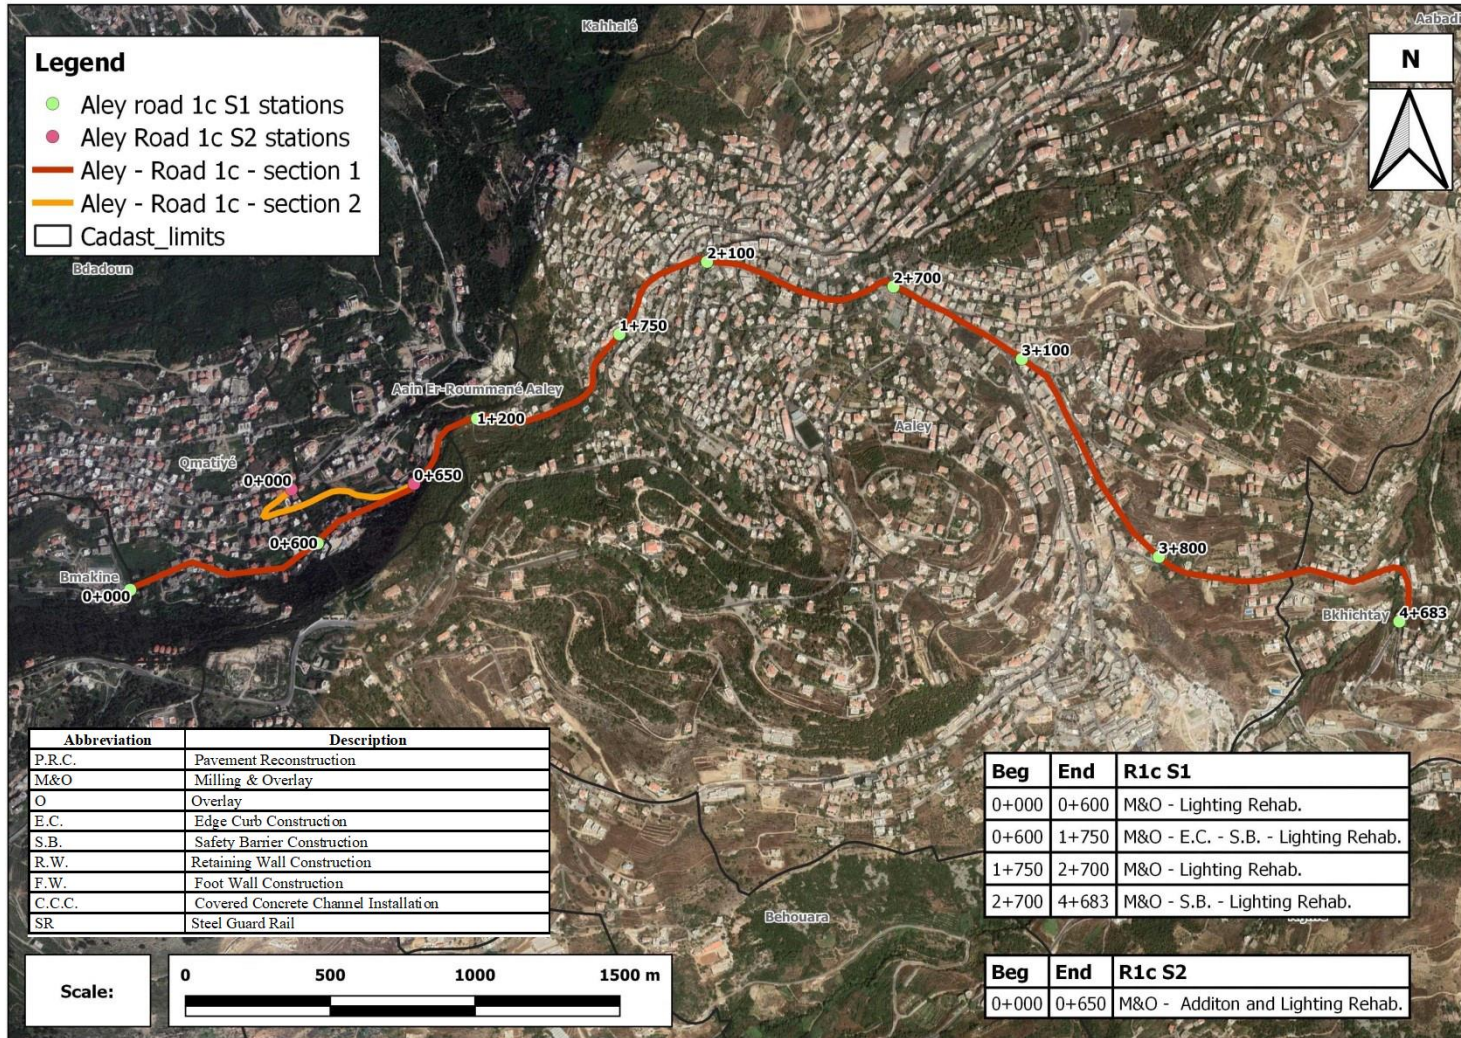 Kahhalé
Aabadi
Legend
Aley road 1c S1 stations
Aley Road 1c S2 stations
Aley - Road 1c - section 1
Aley - Road 1c - section 2
Cadast_limits
N
Bdadoun
2+100
2+700
1+750
3+100
Aain Er-Roummané Aaley
1+200
Aaley
Qmatiyé
0+000
0+650
0+600
3+800
Bmakine
0+000
Bkhichtay
4+683
Abbreviation Description
P.R.C. Pavement Reconstruction
M&O Milling & Overlay
O Overlay
E.C. Edge Curb Construction
S.B. Safety Barrier Construction
R.W. Retaining Wall Construction
F.W. Foot Wall Construction
C.C.C. Covered Concrete Channel Installation
SR Steel Guard Rail
Beg End R1c S1
0+000 0+600 M&O - Lighting Rehab.
0+600 1+750 M&O - E.C. - S.B. - Lighting Rehab.
1+750 2+700 M&O - Lighting Rehab.
2+700 4+683 M&O - S.B. - Lighting Rehab.
Behouara
Scale:
0 500 1000 1500 m
Beg End R1c S2
0+000 0+650 M&O - Additon and Lighting Rehab.